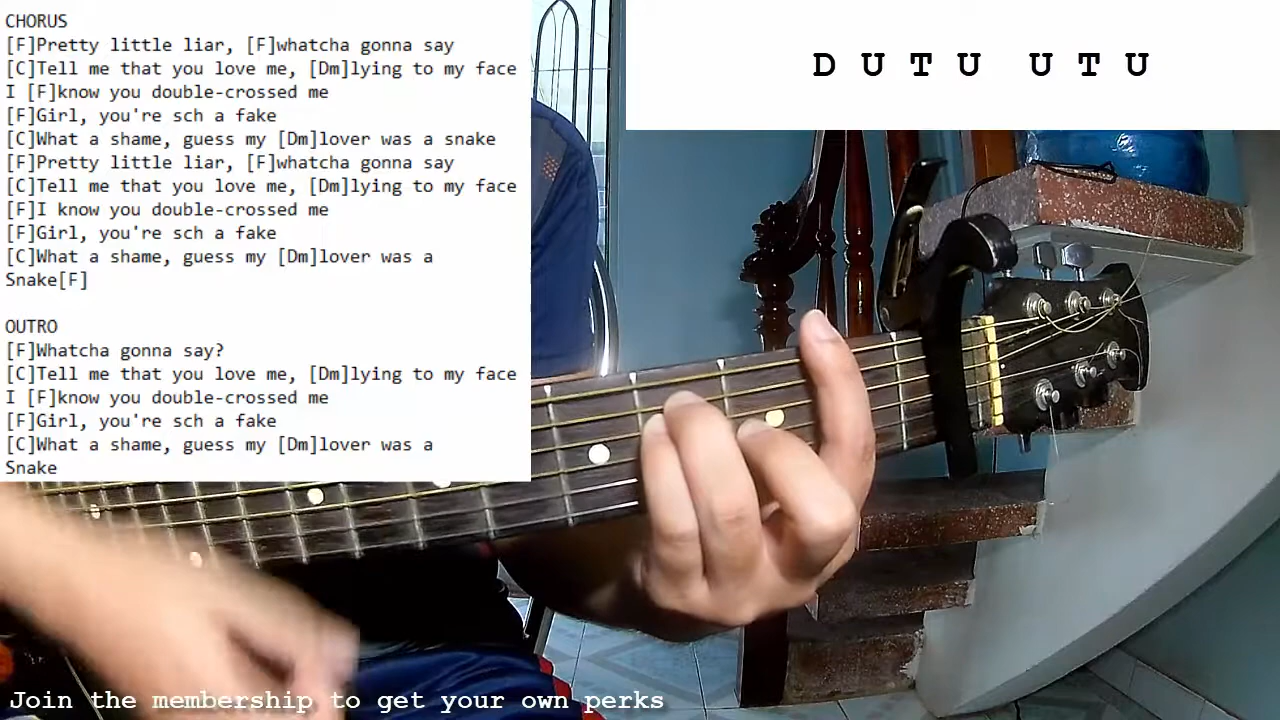 CHORUS
[F]Pretty little liar, [F]whatcha gonna say
[C]Tell me that you love me, [Dm]lying to my face
I [F]know you double-crossed me
[F]Girl, you're sch a fake
[C]What a shame, guess my [Dm]lover was a snake
[F]Pretty little liar, [F]whatcha gonna say
[C]Tell me that you love me, [Dm]lying to my face
[F]I know you double-crossed me
[F]Girl, you're sch a fake
[C]What a shame, guess my [Dm]lover was a
Snake[F]
OUTRO
[F]Whatcha gonna say?
[C]Tell me that you love me, [Dm]lying to my face
I [F]know you double-crossed me
[F]Girl, you're sch a fake
[C]What a shame, guess my [Dm]lover was a
Snake
D U T U U T U
Join the membership to get your own perks